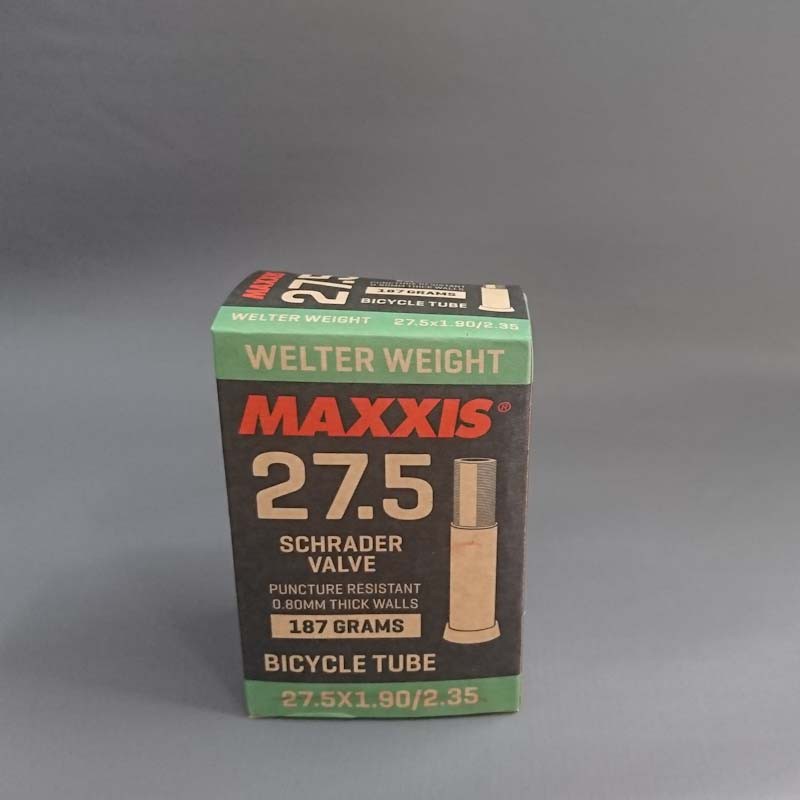 MAXXIS
27.5
187 GRAMS
BICYCLE TUBE
WELTER WEIGHT 27.5x1.90/2.35
WELTER WEIGHT
MAXXIS®
27.5
SCHRADER
VALVE
PUNCTURE RESISTANT
0.80MM THICK WALLS
187 GRAMS
BICYCLE TUBE
27.5X1.90/2.35